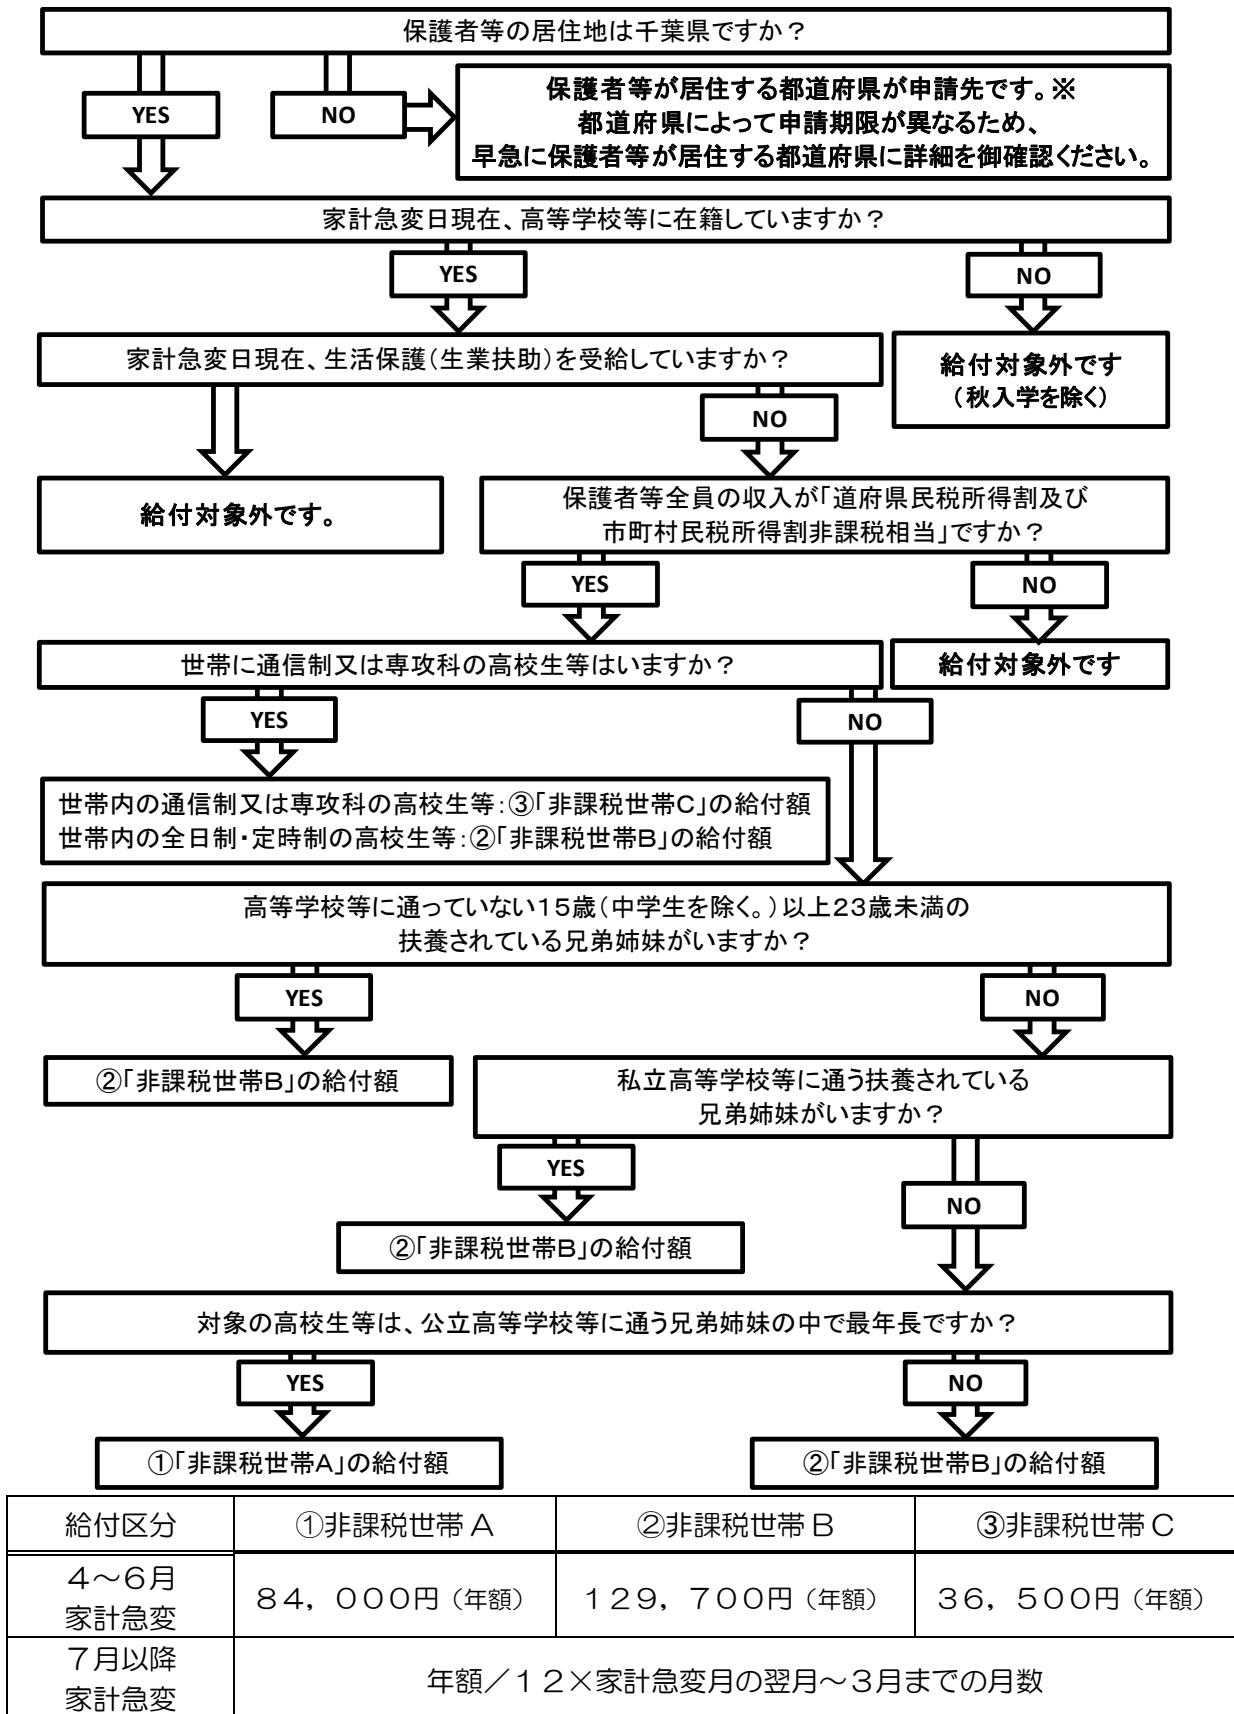 保護者等の居住地は千葉県ですか？
YES
NO
保護者等が居住する都道府県が申請先です。※
都道府県によって申請期限が異なるため、
早急に保護者等が居住する都道府県に詳細を御確認ください。
家計急変日現在、高等学校等に在籍していますか？
YES
NO
家計急変日現在、生活保護（生業扶助）を受給していますか？
給付対象外です
（秋入学を除く）
NO
給付対象外です。
保護者等全員の収入が「道府県民税所得割及び
市町村民税所得割非課税相当」ですか？
YES
NO
世帯に通信制又は専攻科の高校生等はいますか？
給付対象外です
YES
NO
世帯内の通信制又は専攻科の高校生等：③「非課税世帯Ｃ」の給付額
世帯内の全日制・定時制の高校生等：②「非課税世帯Ｂ」の給付額
高等学校等に通っていない１５歳（中学生を除く。）以上２３歳未満の
扶養されている兄弟姉妹がいますか？
YES
NO
②「非課税世帯Ｂ」の給付額
私立高等学校等に通う扶養されている
兄弟姉妹がいますか？
YES
NO
②「非課税世帯Ｂ」の給付額
対象の高校生等は、公立高等学校等に通う兄弟姉妹の中で最年長ですか？
YES
NO
①「非課税世帯Ａ」の給付額
②「非課税世帯Ｂ」の給付額
給付区分 ①非課税世帯Ａ ②非課税世帯Ｂ ③非課税世帯Ｃ
４～６月
家計急変
８４，０００円（年額） １２９，７００円（年額） ３６，５００円（年額）
７月以降
家計急変
年額／１２×家計急変月の翌月～３月までの月数